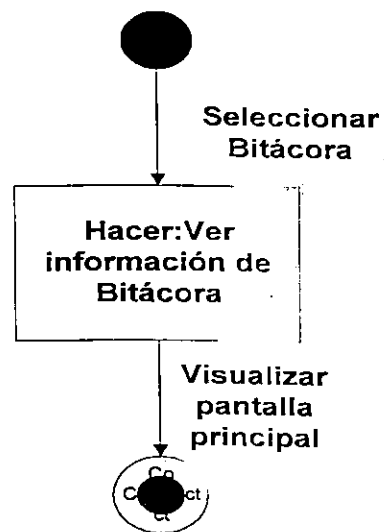 Seleccionar
Bitácora
Hacer:Ver
información de
Bitácora
Visualizar
pantalla
principal